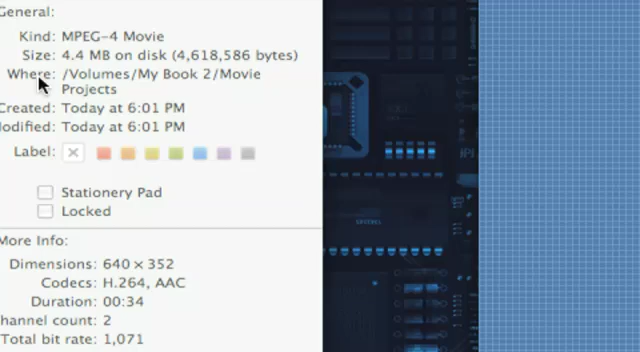 General:
Kind: MPEG-4 Movie
Size: 4.4 MB on disk (4,618,586 bytes)
Where: /Volumes/My Book 2/Movie
Projects
Created: Today at 6:01 PM
Modified: Today at 6:01 PM
Label:
Stationery Pad
Locked
More Info:
Dimensions: 640 × 352
Codecs: H.264, AAC
Duration: 00:34
hannel count: 2
Total bit rate: 1,071